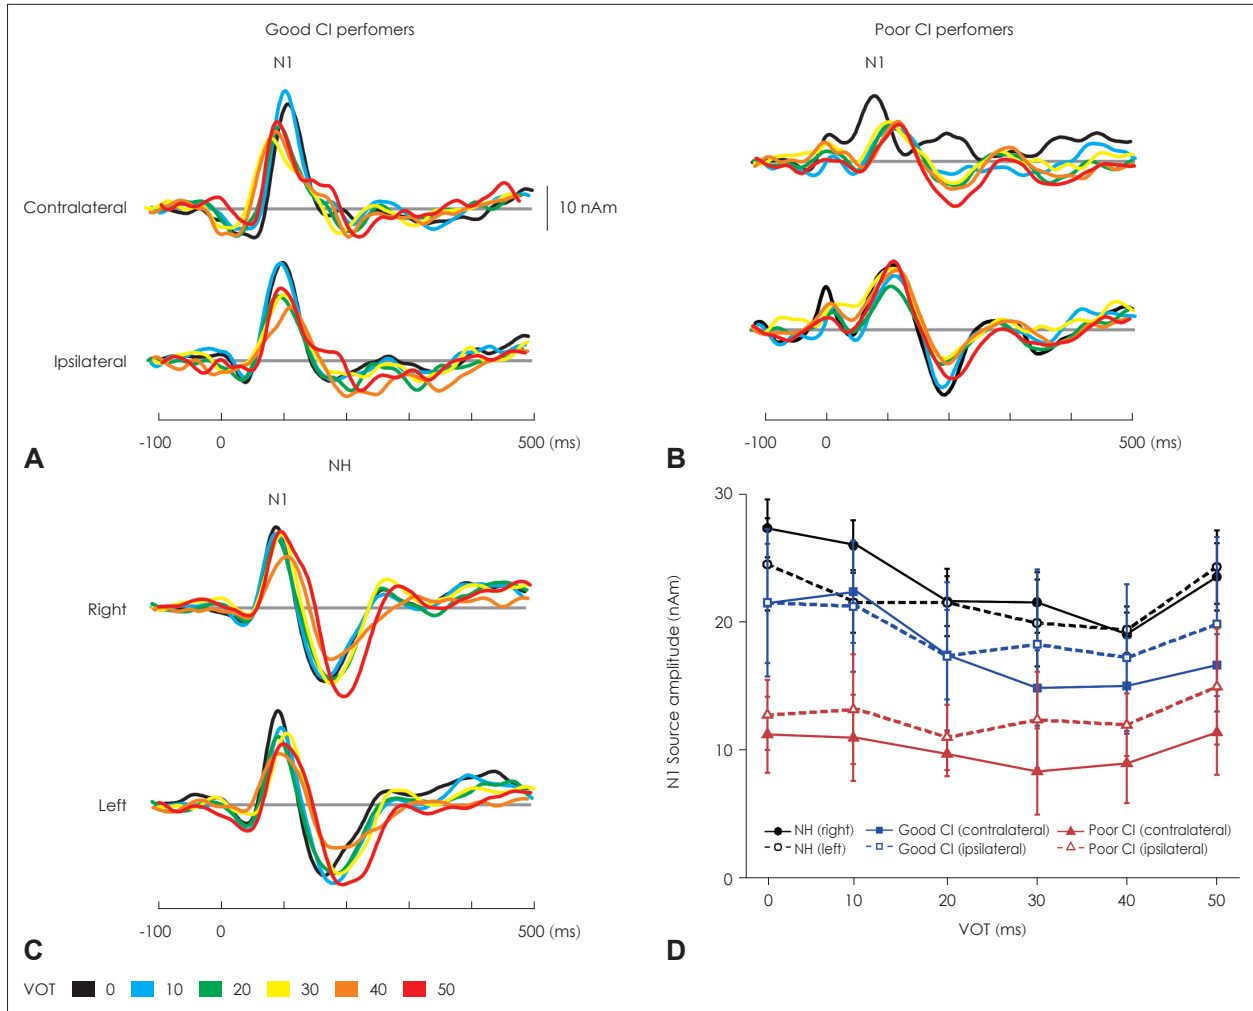 Good CI perfomers
N1
Contralateral
10 nAm
Ipsilateral
-100 0 500 (ms)
A
Poor CI perfomers
N1
-100 0 500 (ms)
B
NH
N1
Right
Left
-100 0 500 (ms)
C
VOT 0 10 20 30 40 50
30
20
10
0
N1 Source amplitude (nAm)
NH (right) Good CI (contralateral) Poor CI (contralateral)
NH (left) Good CI (ipsilateral) Poor CI (ipsilateral)
0 10 20 30 40 50
VOT (ms)
D